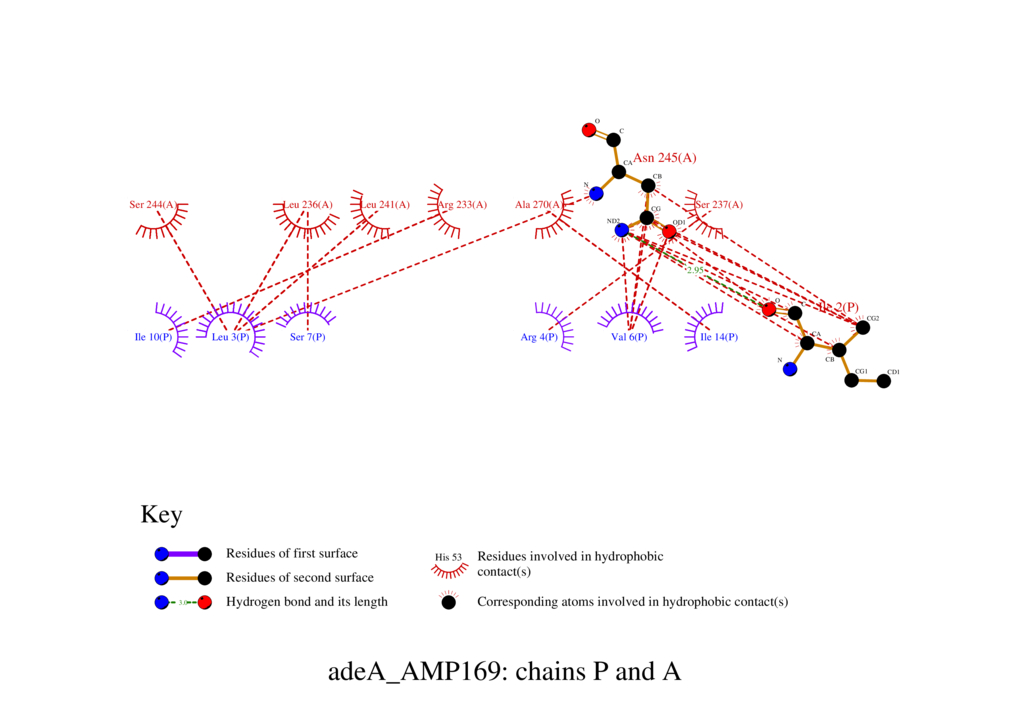 O
C
CA
Asn 245(A)
CB
N
Ser 244(A)
Leu 236(A)
Leu 241(A)
Arg 233(A)
Ala 270(A)
Ser 237(A)
CG
ND2
OD1
2.95
O
2(P)
CG2
CA
CB
N
CG1
CD1
Ile 10(P)
Leu 3(P)
Ser 7(P)
Arg 4(P)
Val 6(P)
Ile 14(P)
Key
Residues of first surface
Residues of second surface
Hydrogen bond and its length
3.0
His 53
Residues involved in hydrophobic
contact(s)
Corresponding atoms involved in hydrophobic contact(s)
adeA_AMP169: chains P and A